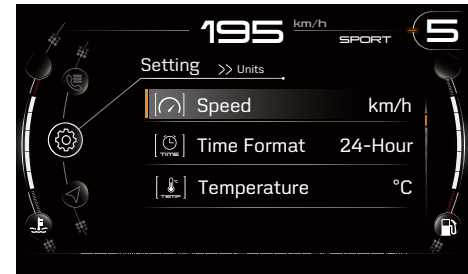 195 km/h SPORT 5
Setting >> Units
Speed km/h
TIME Time Format 24-Hour
°C TEMP Temperature °C